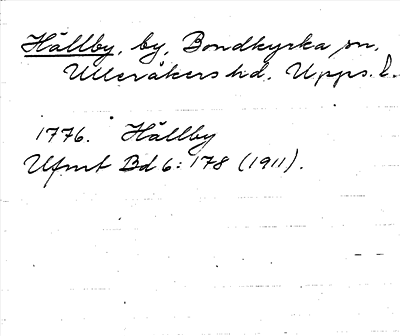 Hällby, by, Bondkyrka sn,
Ulleråkers hd, Upps. l.
1776. Hällby
Ufmt Bd 6: 178 (1911).